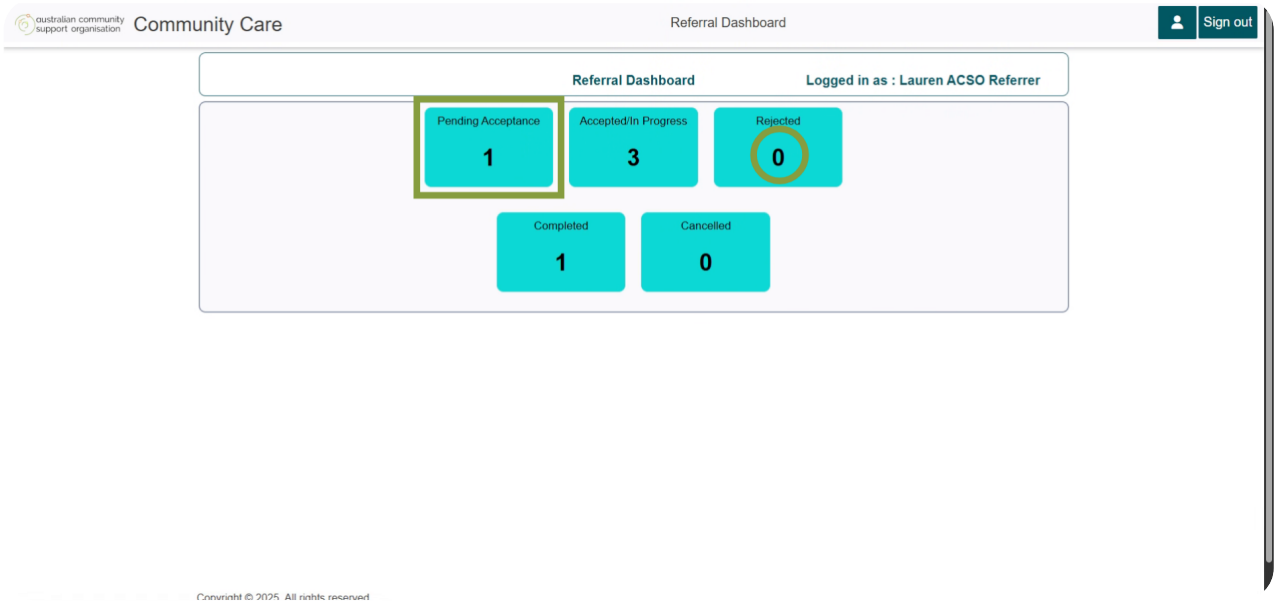 australian community
support organisation
Community Care
Referral Dashboard
Sign out
Referral Dashboard
Logged in as : Lauren ACSO Referrer
Pending Acceptance
1
Accepted/In Progress
3
Rejected
0
Completed
1
Cancelled
0
Copyright © 2025. All rights reserved